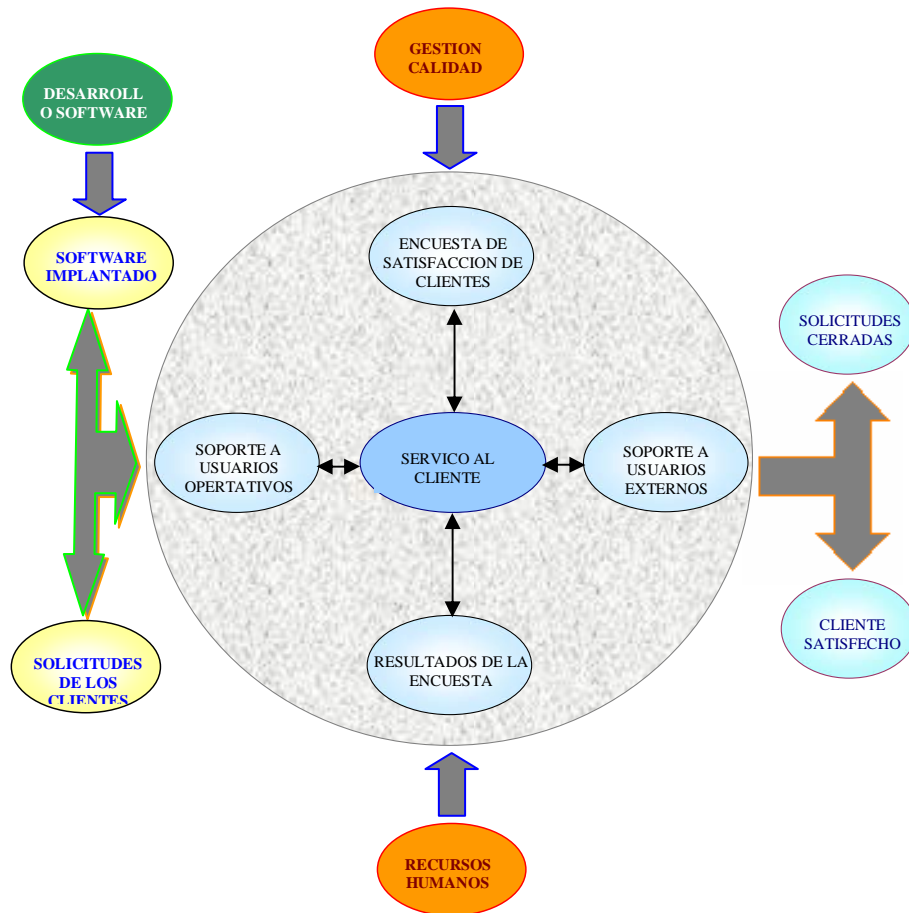 GESTION
CALIDAD
DESARROLL
O SOFTWARE
SOFTWARE
IMPLANTADO
ENCUESTA DE
SATISFACCION DE
CLIENTES
SOLICITUDES
CERRADAS
SOPORTE A
USUARIOS
OPERTATIVOS
SERVICO AL
CLIENTE
SOPORTE A
USUARIOS
EXTERNOS
CLIENTE
SATISFECHO
SOLICITUDES
DE LOS
CLIENTES
RESULTADOS DE LA
ENCUESTA
RECURSOS
HUMANOS